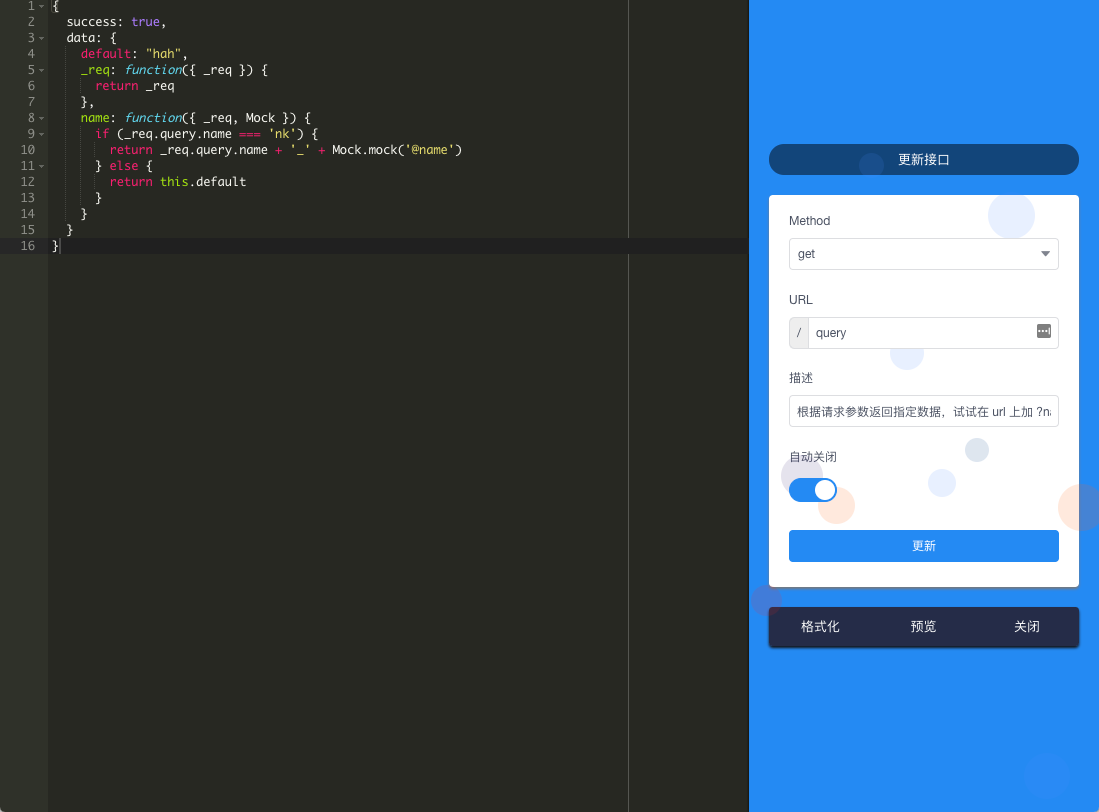 1 {
2 success: true,
3 data: {
4 default: "hah",
5 _req: function({ _req }) {
6 return _req
7 },
8 name: function({ _req, Mock }) {
9 if (_req.query.name === 'nk') {
10 return _req.query.name + '_' + Mock.mock('@name')
11 } else {
12 return this.default
13 }
14 }
15 }
16 }
更新接口
Method
get
URL
/ query
描述
根据请求参数返回指定数据，试试在 url 上加 ?na
自动关闭
更新
格式化 预览 关闭